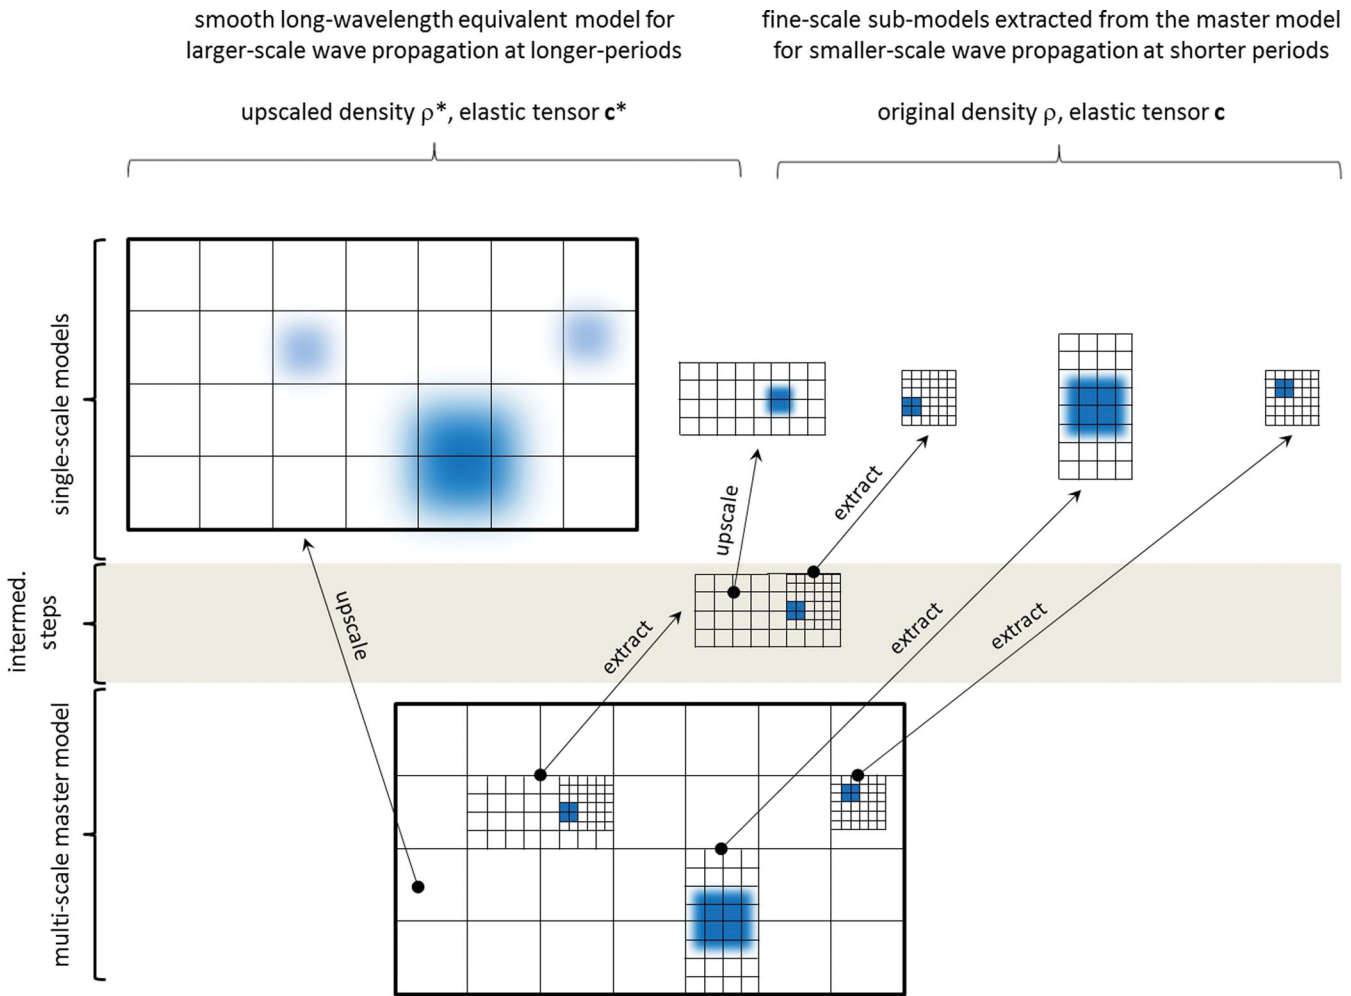 smooth long-wavelength equivalent model for
larger-scale wave propagation at longer-periods
upscaled density ρ*, elastic tensor c*
fine-scale sub-models extracted from the master model
for smaller-scale wave propagation at shorter periods
original density ρ, elastic tensor c
single-scale models
upscale
extract
intermed.
steps
upscale
extract
extract
extract
multi-scale master model